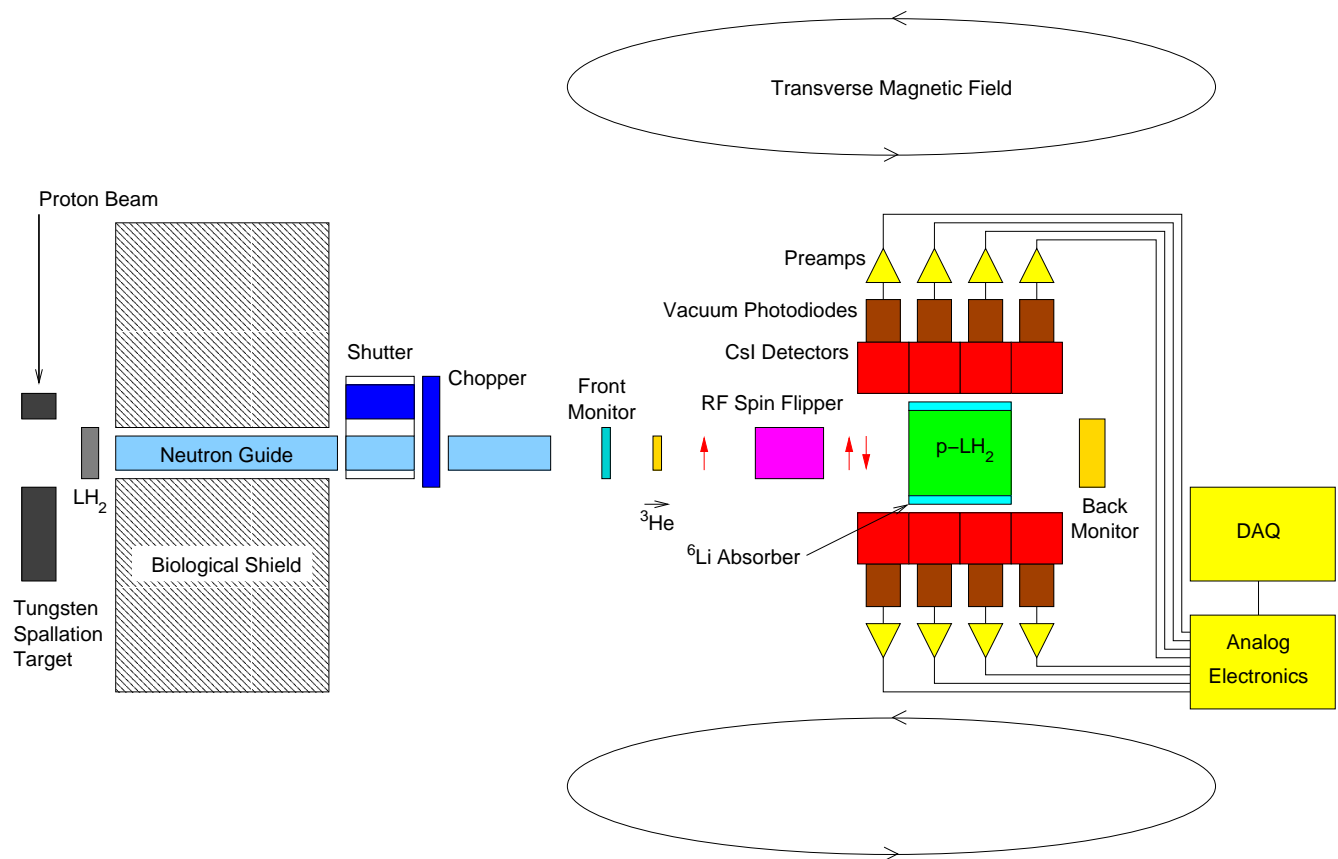 Transverse Magnetic Field
Proton Beam
Preamps
Vacuum Photodiodes
CsI Detectors
Shutter
Chopper
Front
Monitor
RF Spin Flipper
Neutron Guide
p−LH₂
LH₂
³He
Back
Monitor
⁶Li Absorber
DAQ
Biological Shield
Tungsten
Spallation
Target
Analog
Electronics